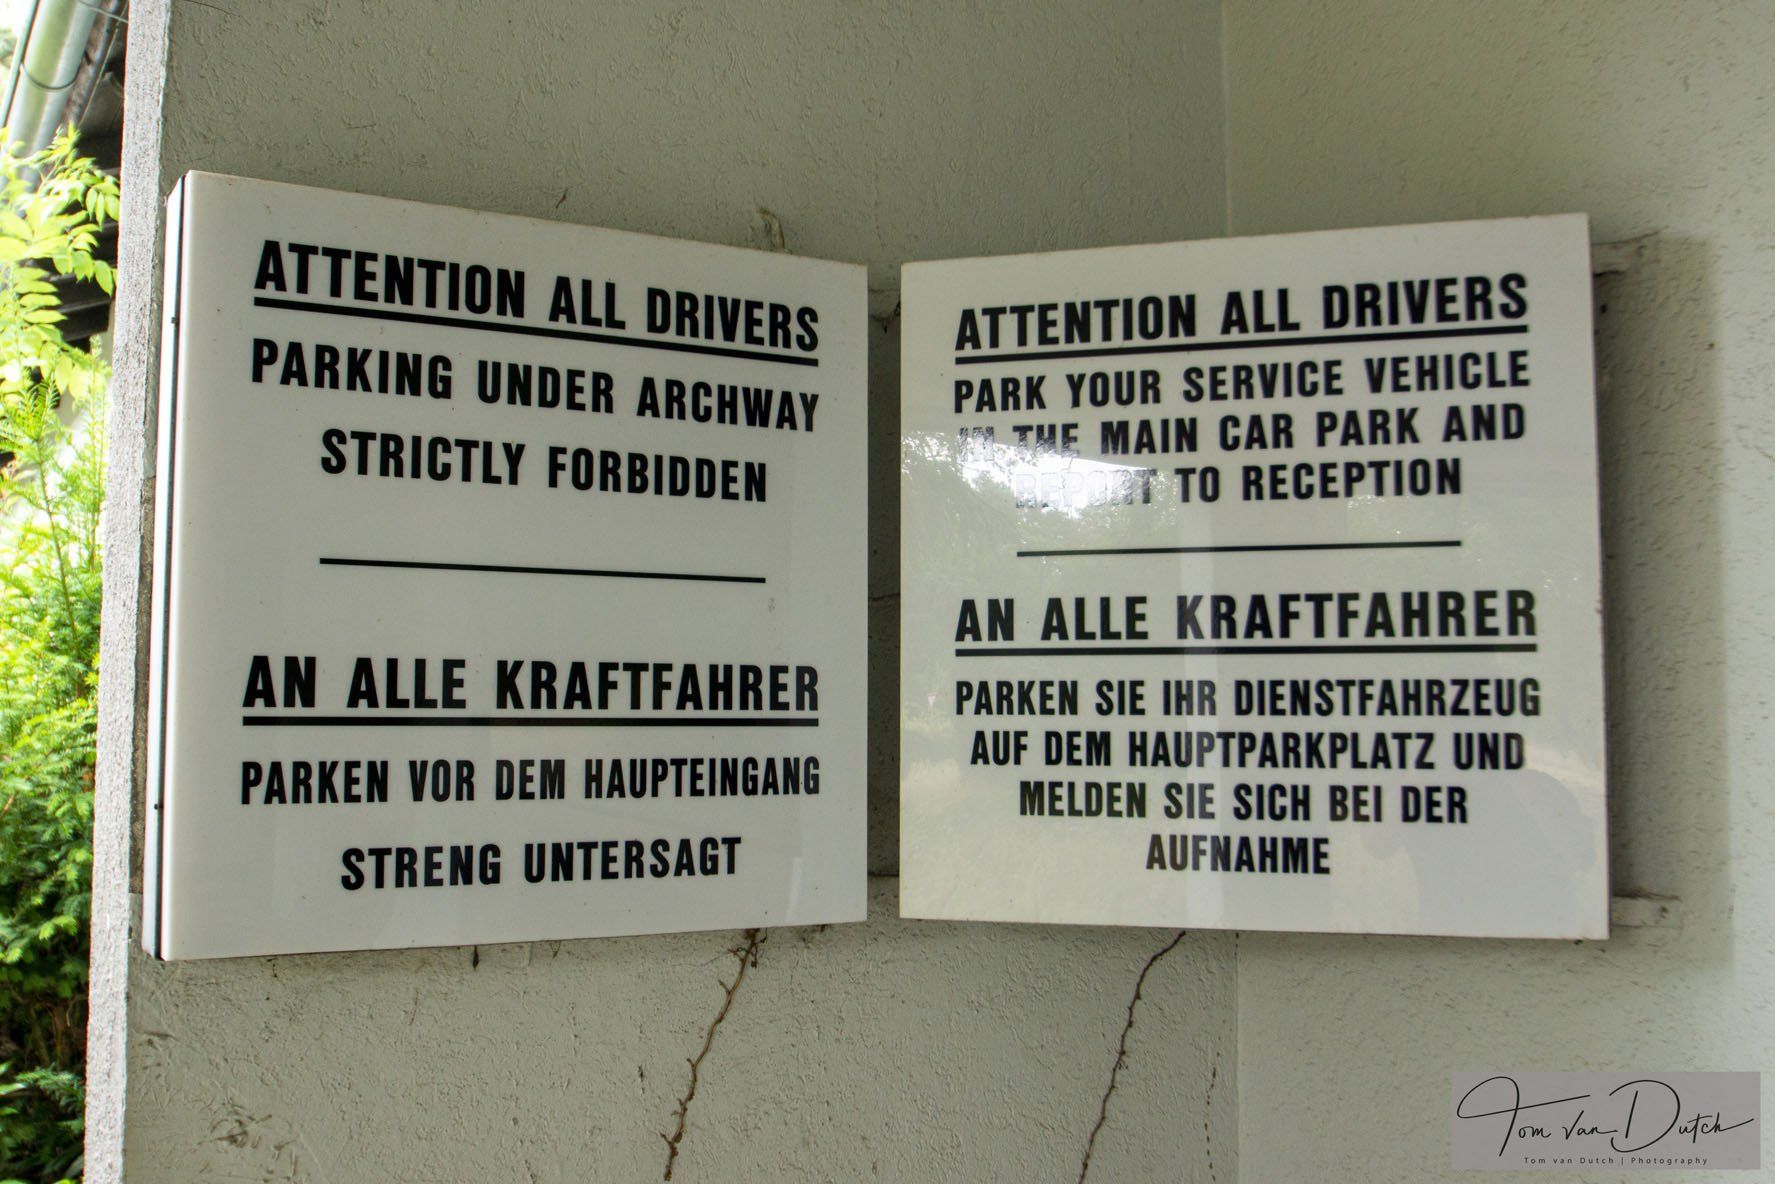 ATTENTION ALL DRIVERS
PARKING UNDER ARCHWAY
STRICTLY FORBIDDEN
AN ALLE KRAFTFAHRER
PARKEN VOR DEM HAUPTEINGANG
STRENG UNTERSAGT
ATTENTION ALL DRIVERS
PARK YOUR SERVICE VEHICLE
IN THE MAIN CAR PARK AND
REPORT TO RECEPTION
AN ALLE KRAFTFAHRER
PARKEN SIE IHR DIENSTFAHRZEUG
AUF DEM HAUPTPARKPLATZ UND
MELDEN SIE SICH BEI DER
AUFNAHME
Tom van Dutch
Tom van Dutch | Photography